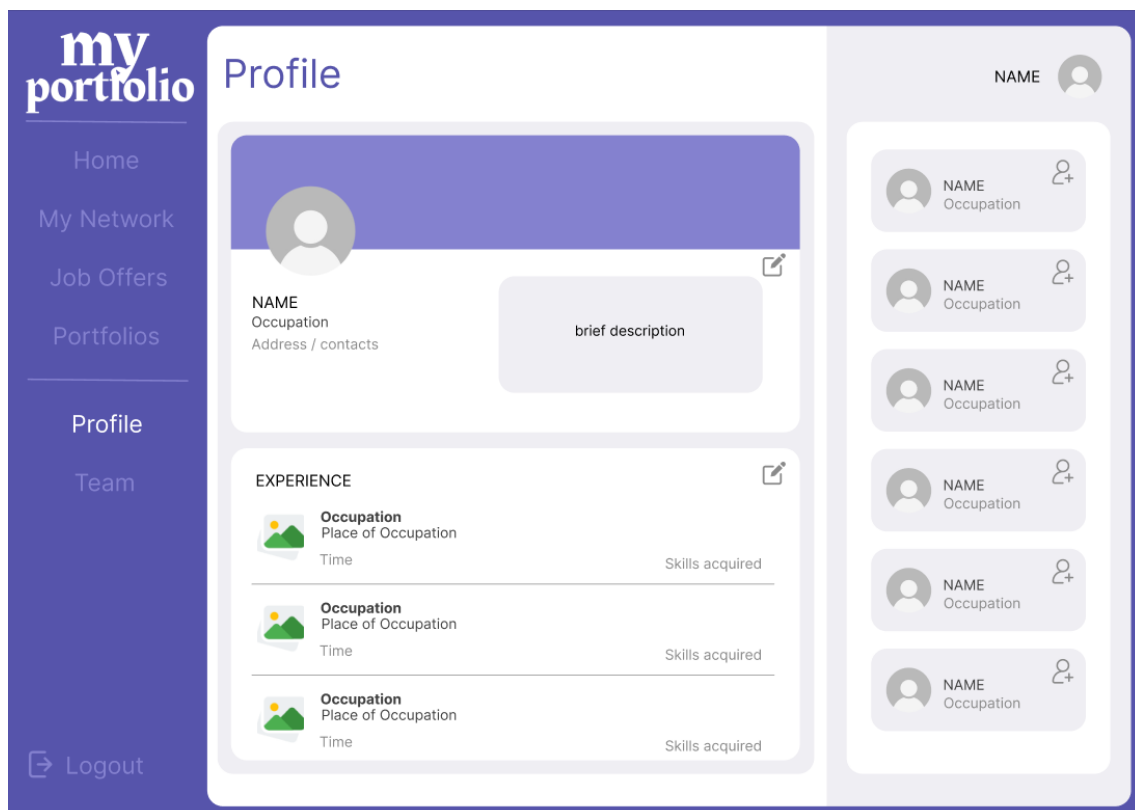 my
portfolio
Home
My Network
Job Offers
Portfolios
Profile
Team
Logout
Profile
NAME
Occupation
Address / contacts
brief description
EXPERIENCE
Occupation
Place of Occupation
Time
Skills acquired
Occupation
Place of Occupation
Time
Skills acquired
Occupation
Place of Occupation
Time
Skills acquired
NAME
NAME
Occupation
NAME
Occupation
NAME
Occupation
NAME
Occupation
NAME
Occupation
NAME
Occupation